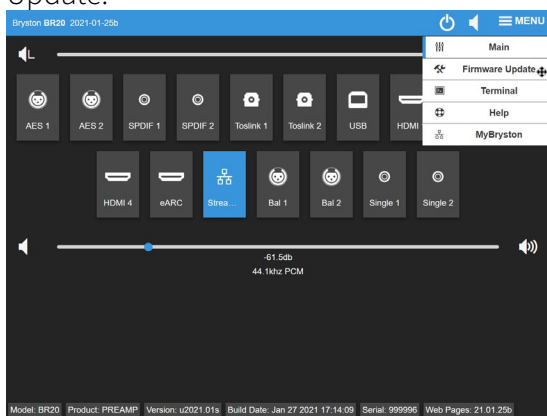 Update.
Bryston BR20 2021-01-25b
MENU
L
Main
Firmware Update
Terminal
Help
MyBryston
AES 1 AES 2 SPDIF 1 SPDIF 2 Toslink 1 Toslink 2 USB HDMI
HDMI 4 eARC Strea... Bal 1 Bal 2 Single 1 Single 2
-61.5db
44.1khz PCM
Model: BR20 Product: PREAMP Version: u2021.01s Build Date: Jan 27 2021 17:14:09 Serial: 999996 Web Pages: 21.01.25b